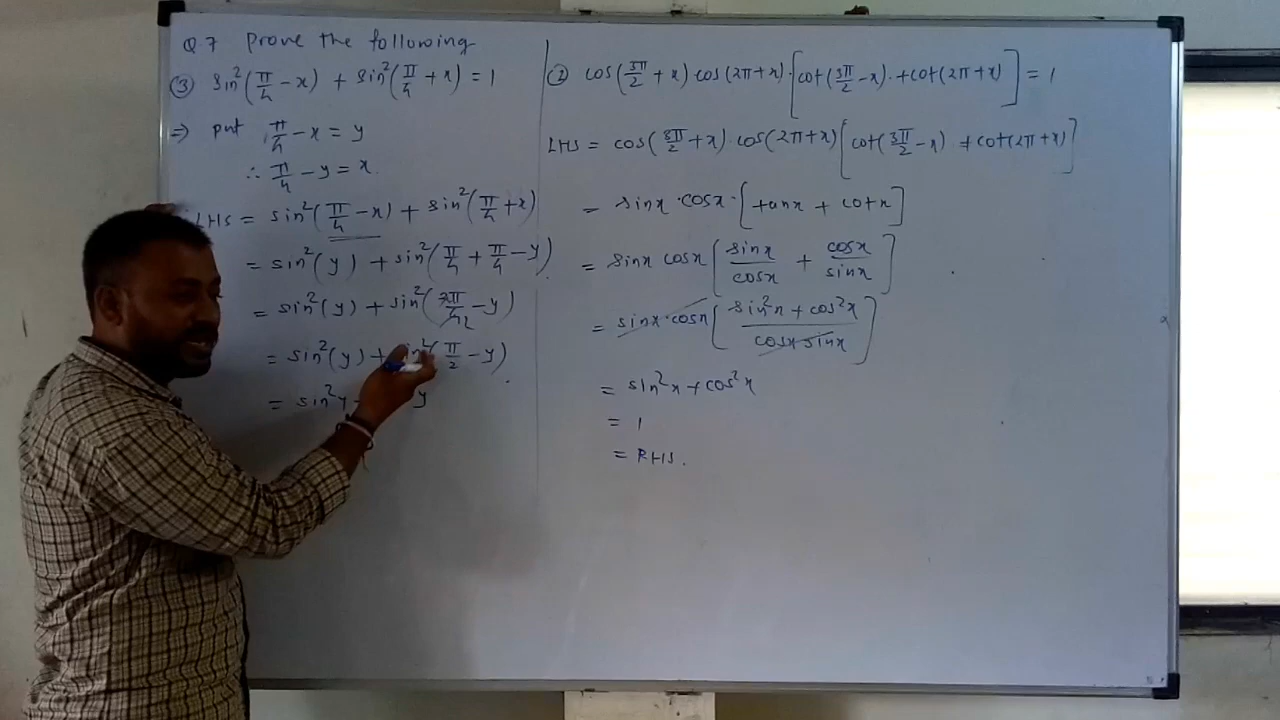 Q.7 Prove the following
③ sin²(π/4 − x) + sin²(π/4 + x) = 1
⇒ put π/4 − x = y
∴ π/4 − y = x.
LHS = sin²(π/4 − x) + sin²(π/4 + x)
= sin²(y) + sin²(π/4 + π/4 − y)
= sin²(y) + sin²(2π/4 2 − y)
= sin²(y) + sin²(π/2 − y)
= sin²y y
② cos(3π/2 + x) cos(2π + x)·[cot(3π/2 − x) + cot(2π + x)] = 1
LHS = cos(3π/2 + x)·cos(2π + x)[cot(3π/2 − x) + cot(2π + x)]
= sinx·cosx·[tanx + cotx]
= sinx cosx [sinx/cosx + cosx/sinx]
= sinx·cosx [sin²x + cos²x/cosx sinx]
= sin²x + cos²x
= 1
= RHS.